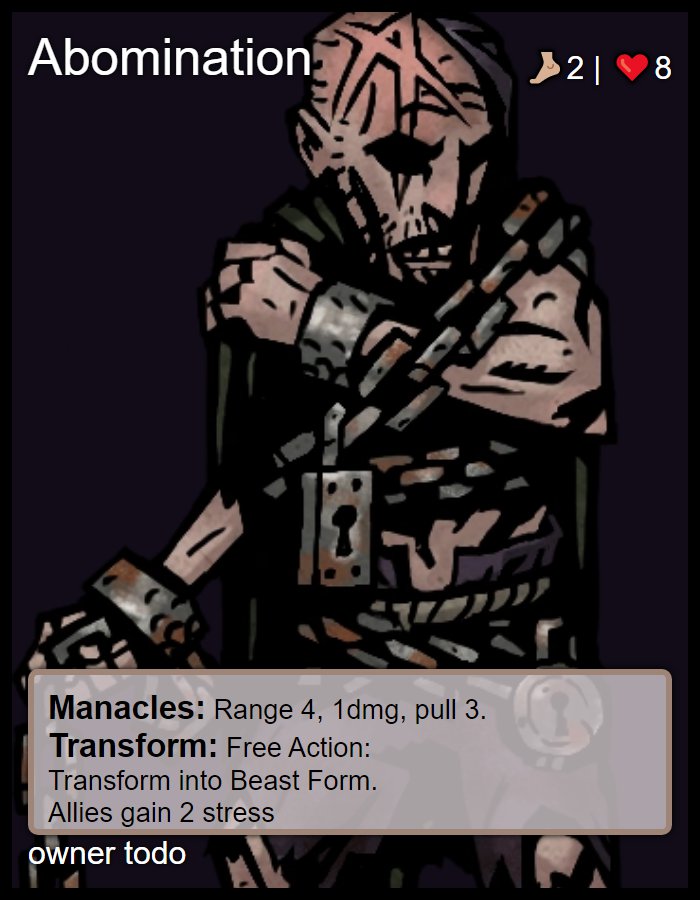 Abomination
🦶🏼2 | ❤️8
Manacles: Range 4, 1dmg, pull 3.
Transform: Free Action:
Transform into Beast Form.
Allies gain 2 stress
owner todo